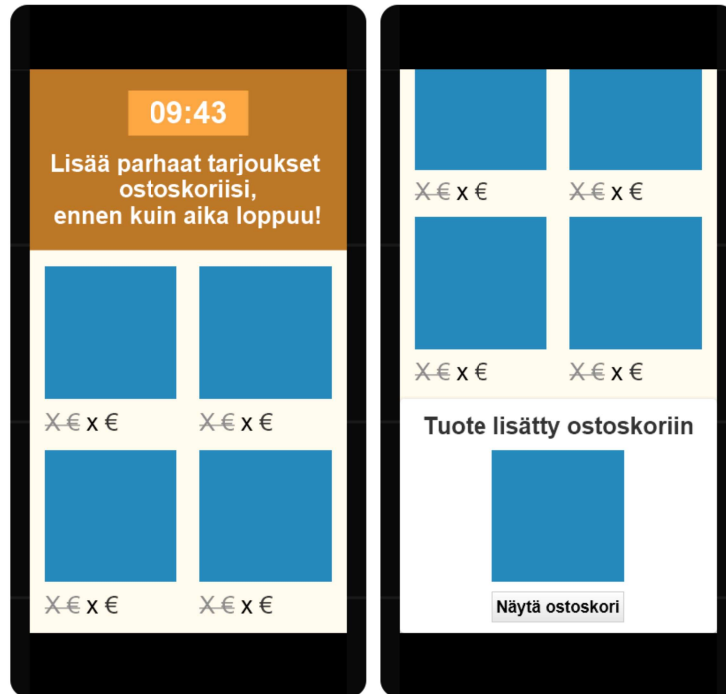 09:43
Lisää parhaat tarjoukset
ostoskoriisi,
ennen kuin aika loppuu!
X € x €
X € x €
X € x €
X € x €
X € x €
X € x €
X € x €
X € x €
Tuote lisätty ostoskoriin
Näytä ostoskori